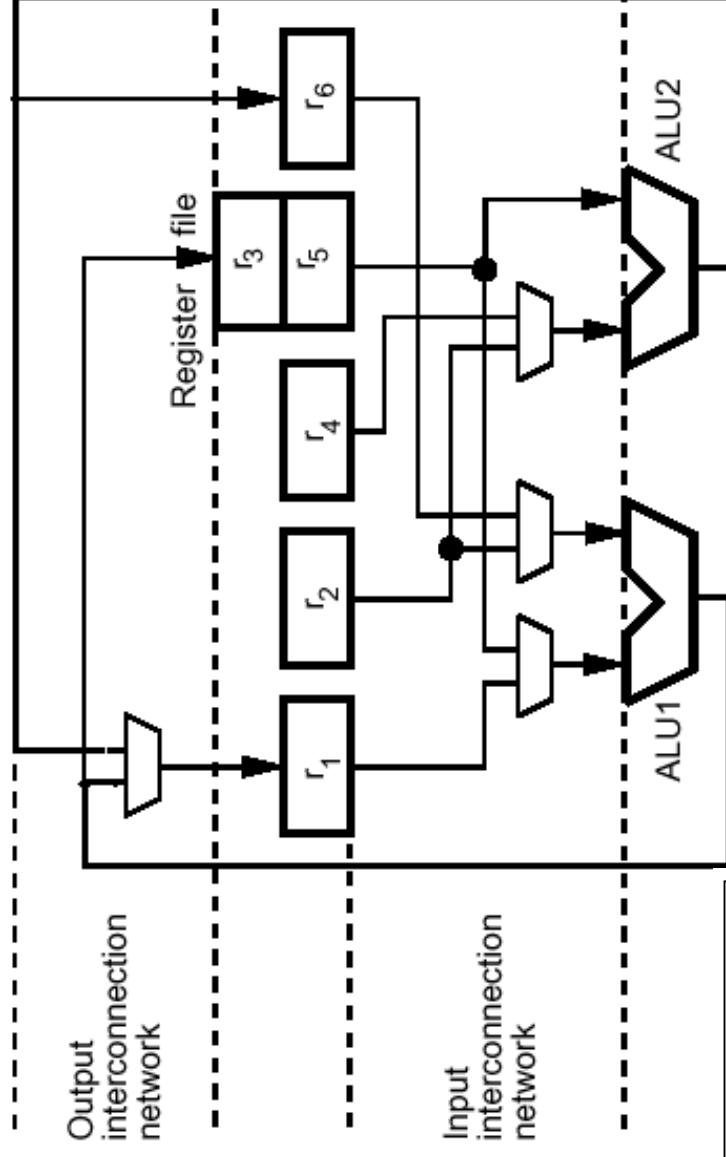 Output
interconnection
network
Register file
r1
r2
r4
r3
r5
r6
Input
interconnection
network
ALU1
ALU2